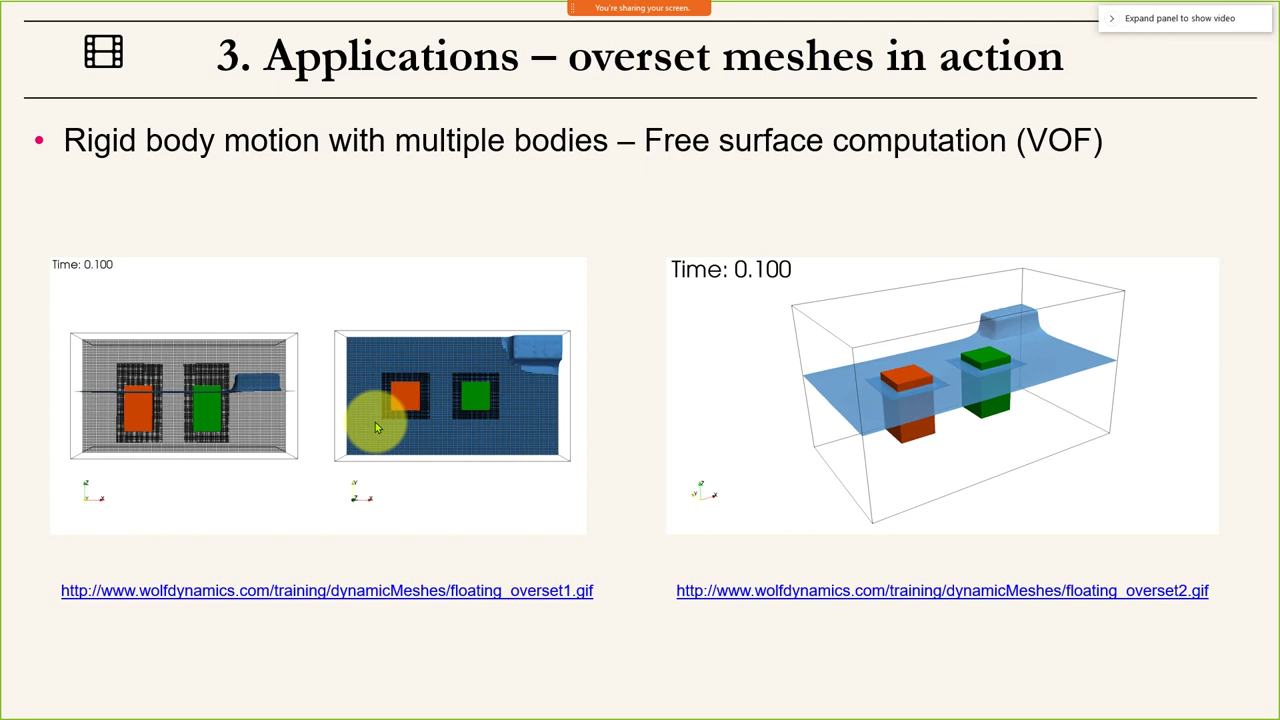 You're sharing your screen.
Expand panel to show video
3. Applications – overset meshes in action
• Rigid body motion with multiple bodies – Free surface computation (VOF)
Time: 0.100
Time: 0.100
http://www.wolfdynamics.com/training/dynamicMeshes/floating_overset1.gif
http://www.wolfdynamics.com/training/dynamicMeshes/floating_overset2.gif